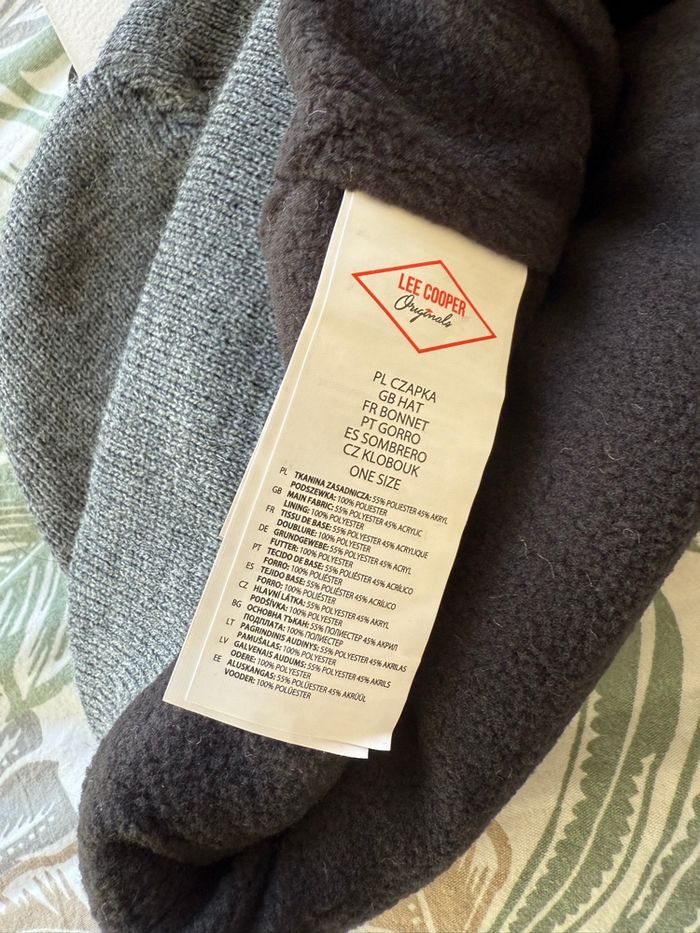 LEE COOPER
Originals
PL CZAPKA
GB HAT
FR BONNET
PT GORRO
ES SOMBRERO
CZ KLOBOUK
ONE SIZE
PL TKANINA ZASADNICZA: 55% POLIESTER 45% AKRYL
PODSZEWKA: 100% POLIESTER
GB MAIN FABRIC: 55% POLYESTER 45% ACRYLIC
LINING: 100% POLYESTER
FR TISSU DE BASE: 55% POLYESTER 45% ACRYLIQUE
DOUBLURE: 100% POLYESTER
DE GRUNDGEWEBE: 55% POLYESTER 45% ACRYL
FUTTER: 100% POLYESTER
PT TECIDO DE BASE: 55% POLIÉSTER 45% ACRÍLICO
FORRO: 100% POLIÉSTER
ES TEJIDO BASE: 55% POLIÉSTER 45% ACRÍLICO
FORRO: 100% POLIÉSTER
CZ HLAVNÍ LÁTKA: 55% POLYESTER 45% AKRYL
PODŠÍVKA: 100% POLYESTER
BG ОСНОВНА ТЪКАН: 55% ПОЛИЕСТЕР 45% АКРИЛ
ПОДПЛАТА: 100% ПОЛИЕСТЕР
LT PAGRINDINIS AUDINYS: 55% POLYESTER 45% AKRILAS
PAMUŠALAS: 100% POLYESTER
LV GALVENAIS AUDUMS: 55% POLYESTER 45% AKRILS
ODERE: 100% POLYESTER
EE ALUSKANGAS: 55% POLÜESTER 45% AKRÜÜL
VOODER: 100% POLÜESTER